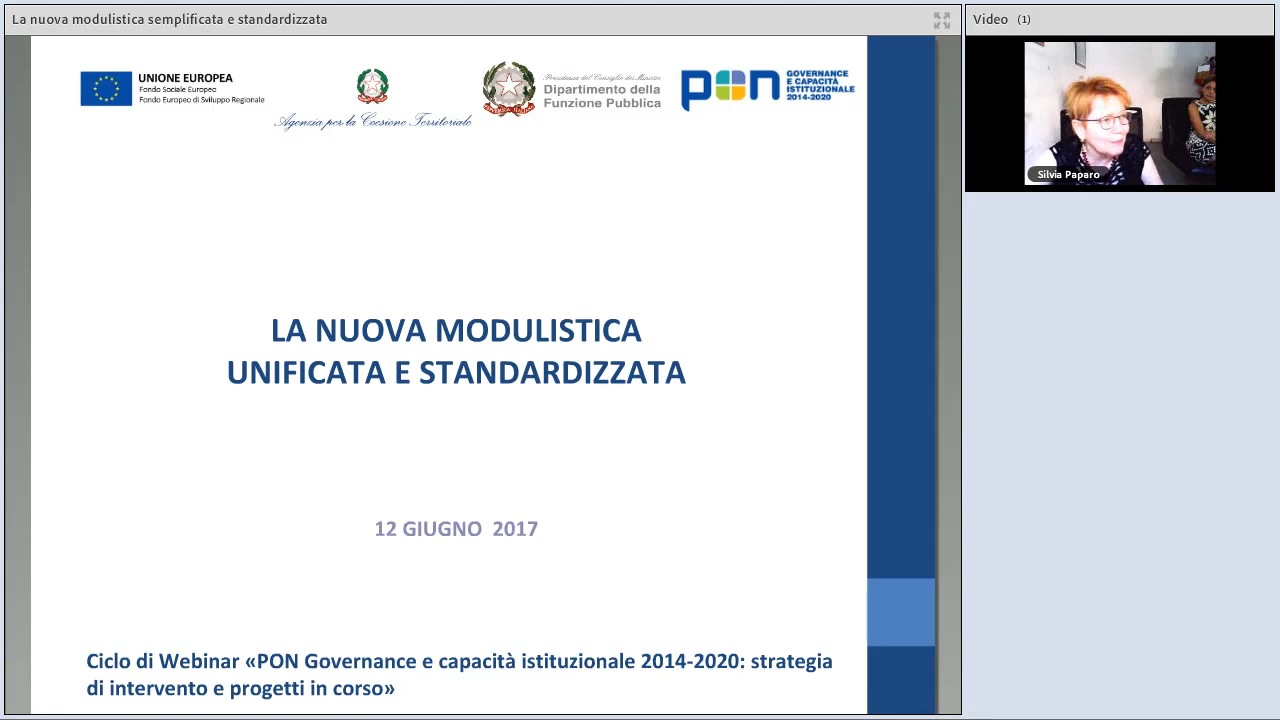 La nuova modulistica semplificata e standardizzata
Video (1)
UNIONE EUROPEA
Fondo Sociale Europeo
Fondo Europeo di Sviluppo Regionale
Agenzia per la Coesione Territoriale
Presidenza del Consiglio dei Ministri
Dipartimento della
Funzione Pubblica
pon
GOVERNANCE
E CAPACITÀ
ISTITUZIONALE
2014-2020
Silvia Paparo
LA NUOVA MODULISTICA
UNIFICATA E STANDARDIZZATA
12 GIUGNO 2017
Ciclo di Webinar «PON Governance e capacità istituzionale 2014-2020: strategia
di intervento e progetti in corso»